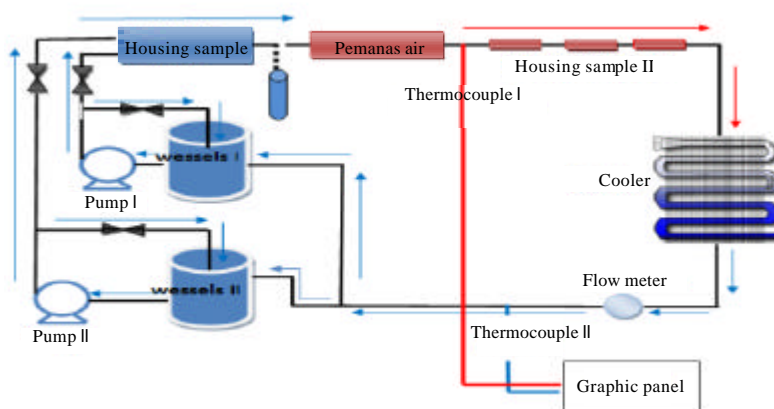 Housing sample
Pemanas air
Housing sample II
Thermocouple I
wessels I
Cooler
Pump I
wessels II
Flow meter
Pump II
Thermocouple II
Graphic panel